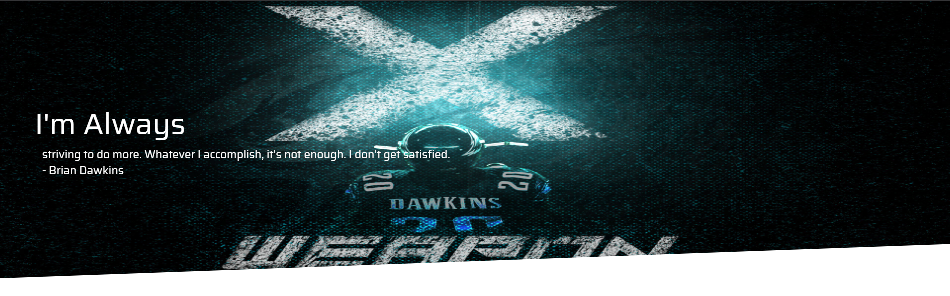 X
I'm Always
striving to do more. Whatever I accomplish, it's not enough. I don't get satisfied.
- Brian Dawkins
20 20
DAWKINS
20
WEAPON